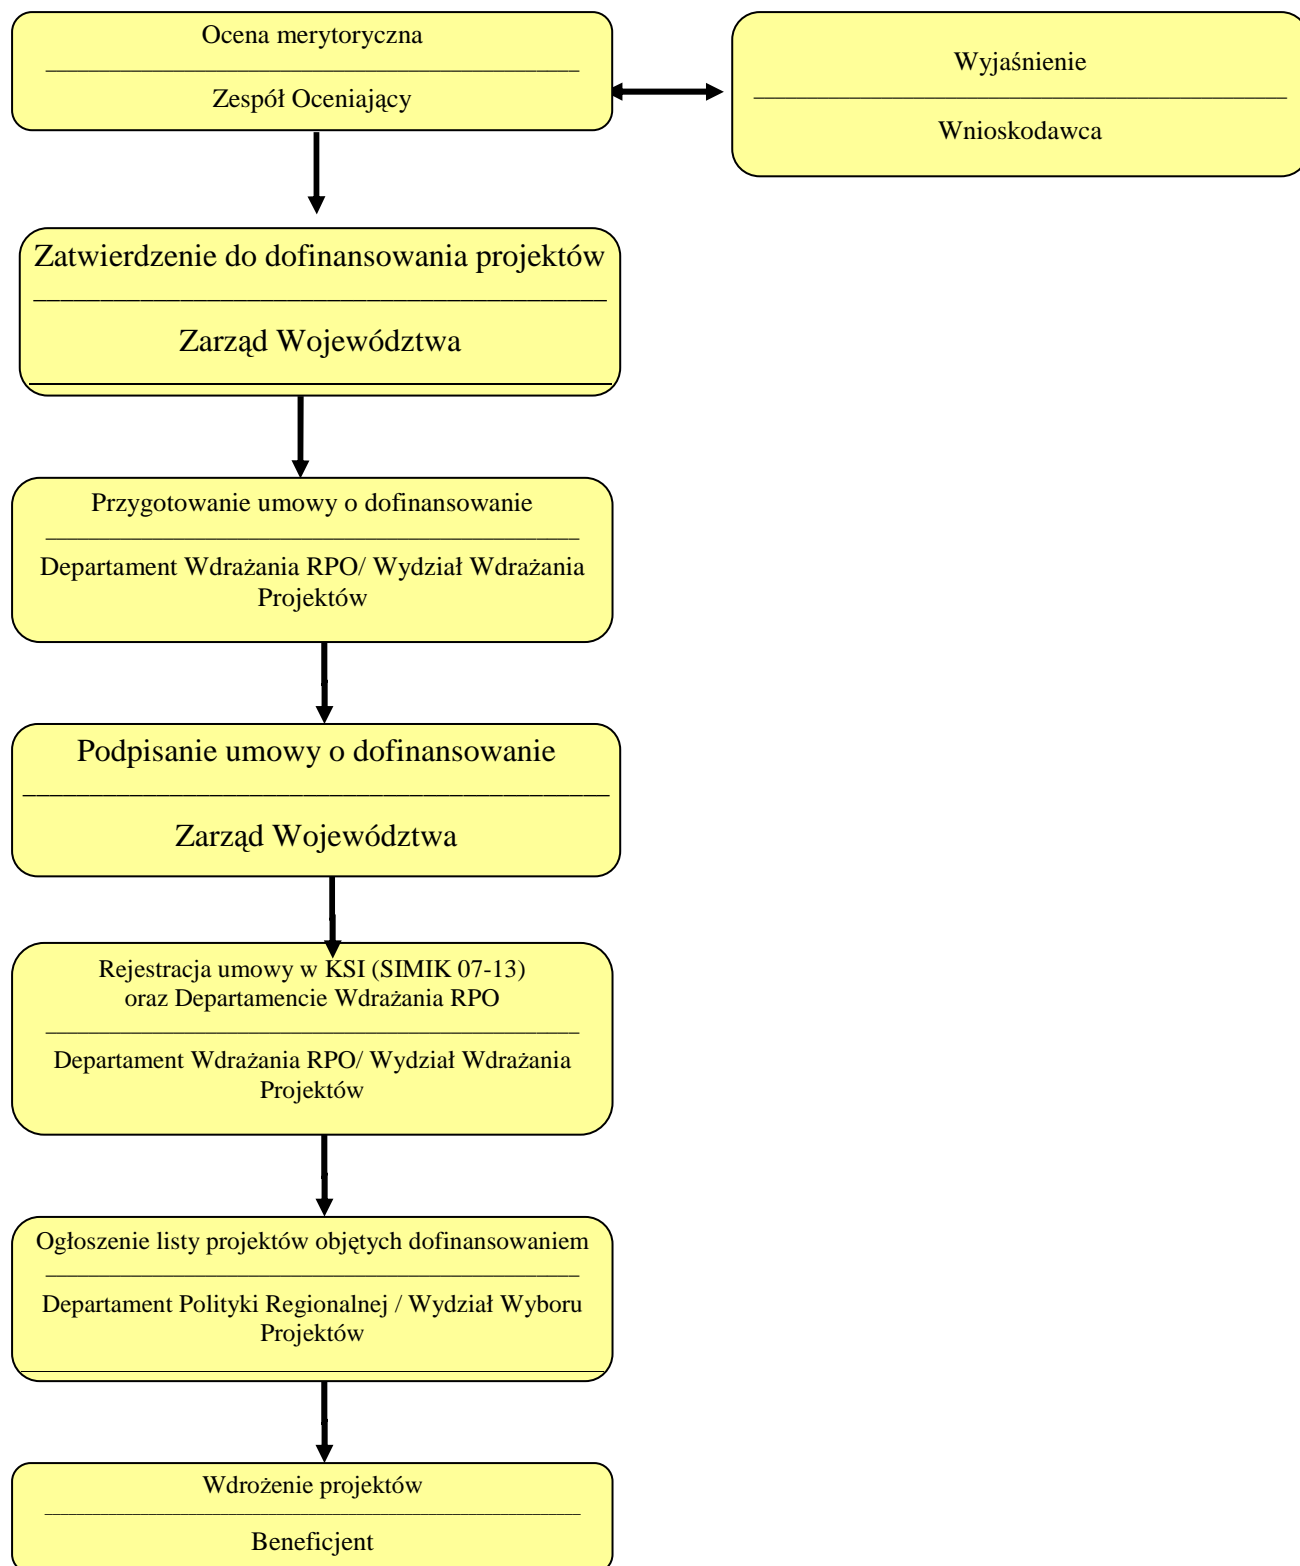 Ocena merytoryczna
Zespół Oceniający
Wyjaśnienie
Wnioskodawca
Zatwierdzenie do dofinansowania projektów
Zarząd Województwa
Przygotowanie umowy o dofinansowanie
Departament Wdrażania RPO/ Wydział Wdrażania
Projektów
Podpisanie umowy o dofinansowanie
Zarząd Województwa
Rejestracja umowy w KSI (SIMIK 07-13)
oraz Departamencie Wdrażania RPO
Departament Wdrażania RPO/ Wydział Wdrażania
Projektów
Ogłoszenie listy projektów objętych dofinansowaniem
Departament Polityki Regionalnej / Wydział Wyboru
Projektów
Wdrożenie projektów
Beneficjent